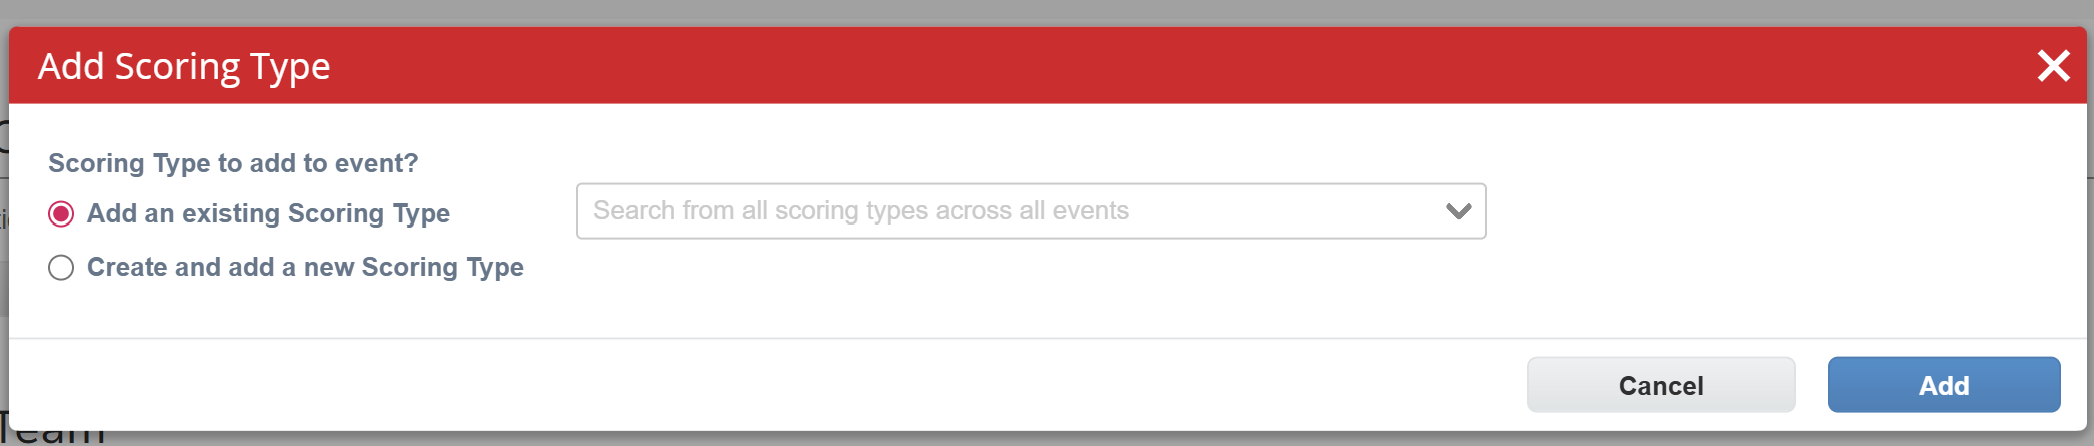 Add Scoring Type
Scoring Type to add to event?
Add an existing Scoring Type
Search from all scoring types across all events
Create and add a new Scoring Type
Cancel
Add
Team